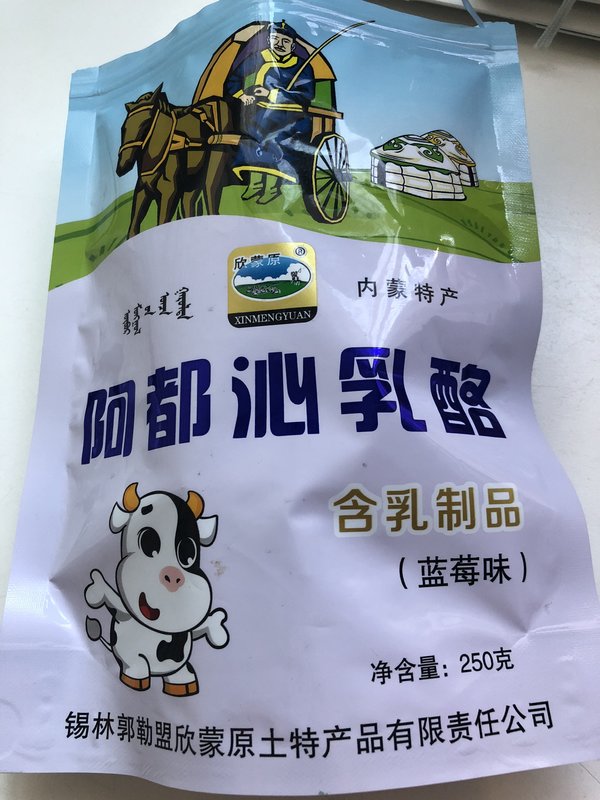 欣蒙原®
XINMENGYUAN
内蒙特产
阿都沁乳酪
含乳制品
(蓝莓味)
净含量：250克
锡林郭勒盟欣蒙原土特产品有限责任公司